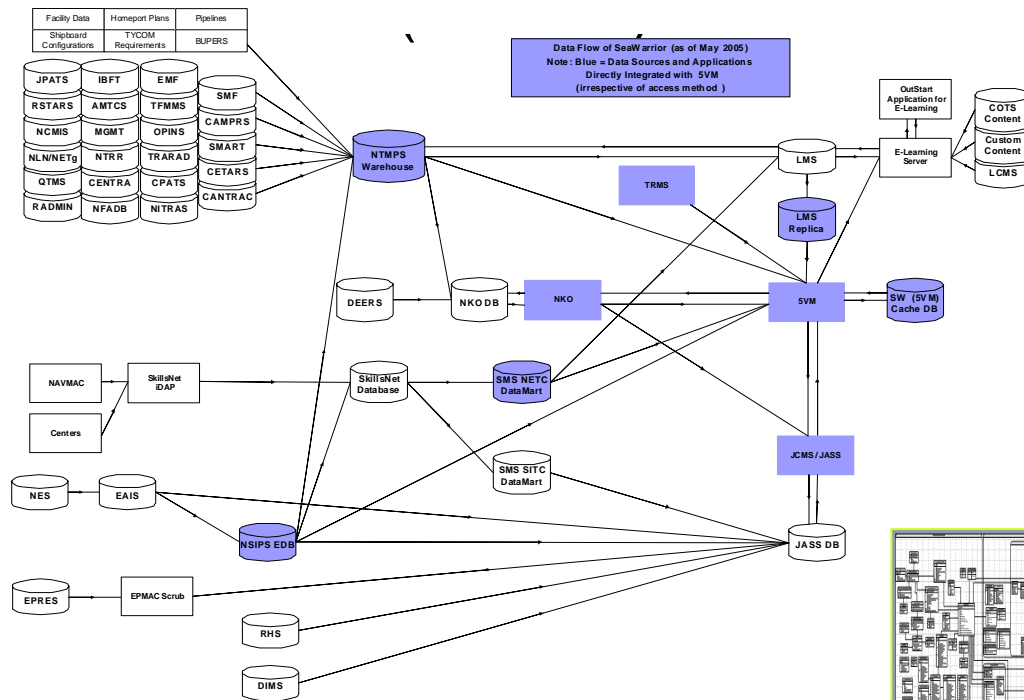 Facility Data
Homeport Plans
Pipelines
Shipboard
Configurations
TYCOM
Requirements
BUPERS
Data Flow of SeaWarrior (as of May 2005)
Note: Blue = Data Sources and Applications
Directly Integrated with 5VM
(irrespective of access method )
JPATS
IBFT
EMF
SMF
RSTARS
AMTCS
TFMMS
CAMPRS
NCMIS
MGMT
OPINS
SMART
NLN/NETg
NTRR
TRARAD
CETARS
QTMS
CENTRA
CPATS
CANTRAC
RADMIN
NFADB
NITRAS
NTMPS
Warehouse
TRMS
LMS
LMS
Replica
OutStart
Application for
E-Learning
E-Learning
Server
COTS
Content
Custom
Content
LCMS
DEERS
NKO DB
NKO
5VM
SW (5VM)
Cache DB
NAVMAC
SkillsNet
iDAP
Centers
SkillsNet
Database
SMS NETC
DataMart
SMS SITC
DataMart
JCMS / JASS
NES
EAIS
NSIPS EDB
JASS DB
EPRES
EPMAC Scrub
RHS
DIMS